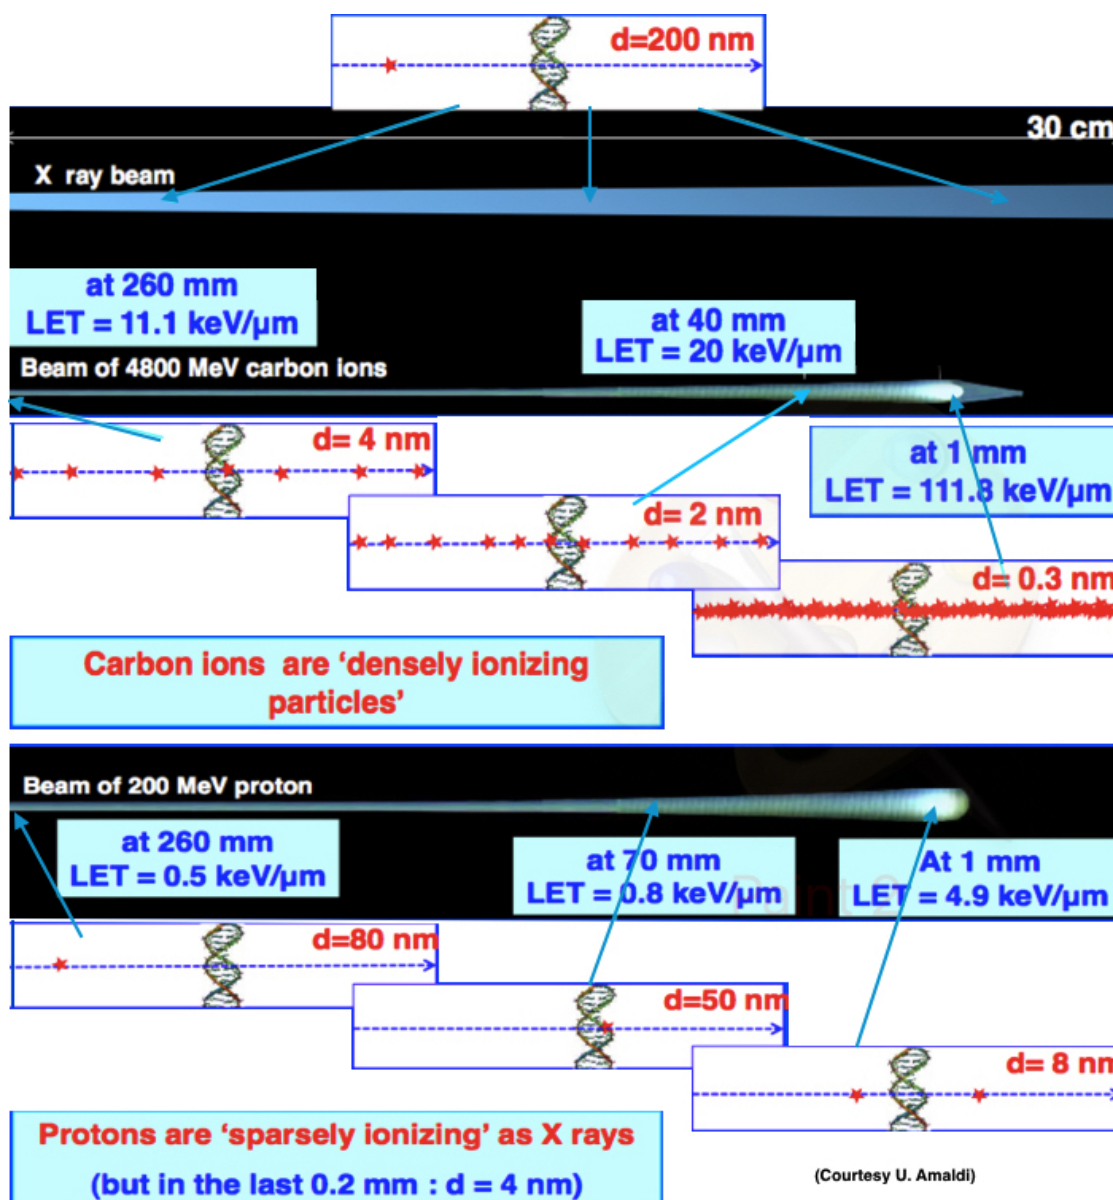 d=200 nm
30 cm
X ray beam
at 260 mm
LET = 11.1 keV/µm
at 40 mm
LET = 20 keV/µm
Beam of 4800 MeV carbon ions
d= 4 nm
at 1 mm
LET = 111.8 keV/µm
d= 2 nm
d= 0.3 nm
Carbon ions are ‘densely ionizing
particles’
Beam of 200 MeV proton
at 260 mm
LET = 0.5 keV/µm
at 70 mm
LET = 0.8 keV/µm
At 1 mm
LET = 4.9 keV/µm
d=80 nm
d=50 nm
d= 8 nm
Protons are ‘sparsely ionizing’ as X rays
(but in the last 0.2 mm : d = 4 nm)
(Courtesy U. Amaldi)